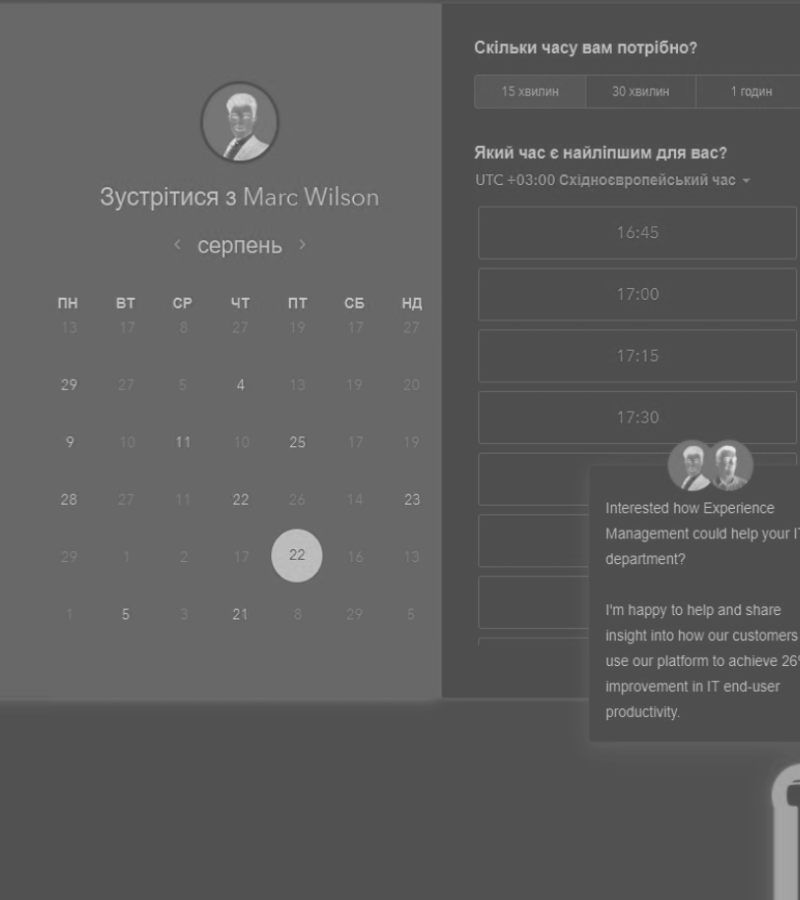 Зустрітися з Marc Wilson
серпень
ПН ВТ СР ЧТ ПТ СБ НД
13 17 8 27 19 17 27
29 27 5 4 13 19 20
9 10 11 10 25 17 19
28 27 11 22 26 14 23
29 1 2 17 22 16 13
1 5 3 21 8 29 5
Скільки часу вам потрібно?
15 хвилин 30 хвилин 1 годин
Який час є найліпшим для вас?
UTC +03:00 Східноєвропейський час
16:45
17:00
17:15
17:30
Interested how Experience
Management could help your IT
department?
I'm happy to help and share
insight into how our customers
use our platform to achieve 26%
improvement in IT end-user
productivity.